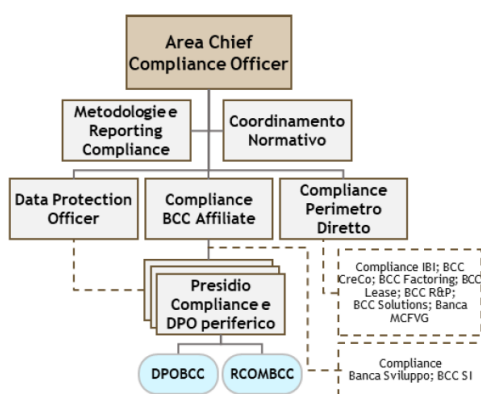 Area Chief
Compliance Officer
Metodologie e
Reporting
Compliance
Coordinamento
Normativo
Data Protection
Officer
Compliance
BCC Affiliate
Compliance
Perimetro
Diretto
Compliance IBI; BCC
CreCo; BCC Factoring; BCC
Lease; BCC R&P;
BCC Solutions; Banca
MCFVG
Presidio
Compliance e
DPO periferico
Compliance
Banca Sviluppo; BCC SI
DPOBCC
RCOMBCC